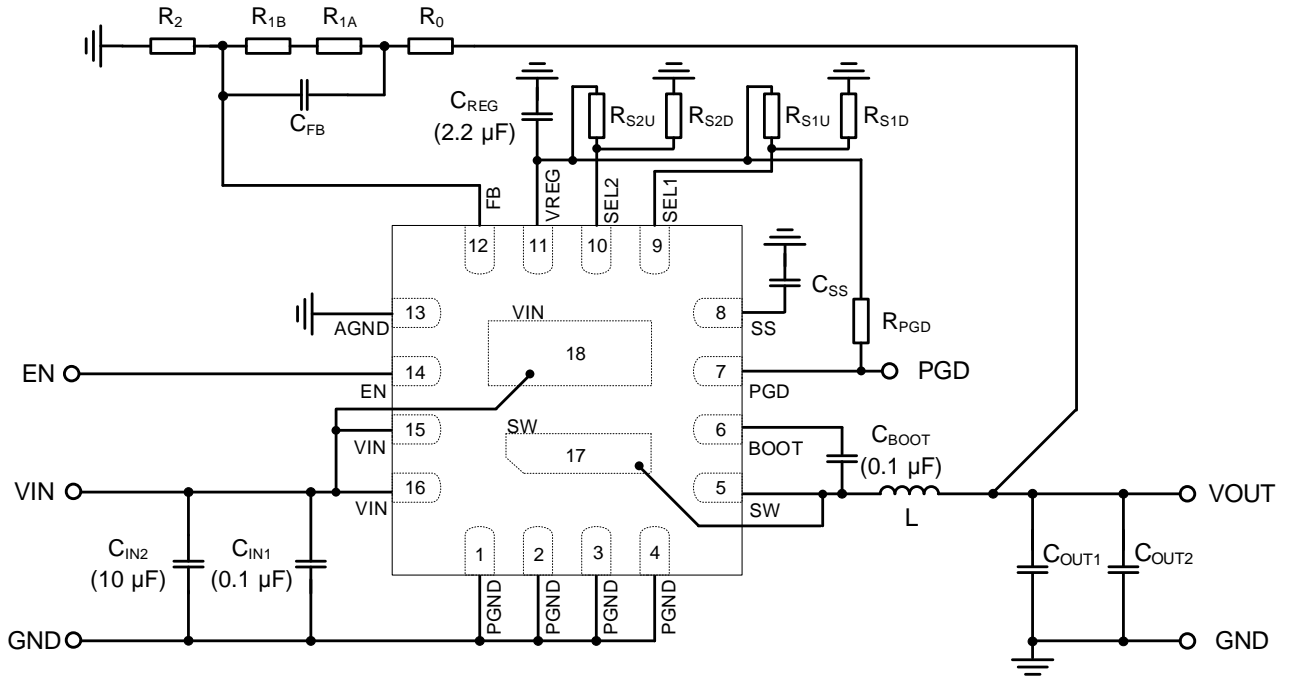 R2 R1B R1A R0
CFB
CREG
(2.2 µF)
RS2U RS2D RS1U RS1D
FB VREG SEL2 SEL1
12 11 10 9
13 AGND
14 EN
15 VIN
16 VIN
VIN
18
SW
17
8 SS
CSS
RPGD
7 PGD
PGD
6 BOOT
CBOOT
(0.1 µF)
5 SW
L
EN
VIN
VOUT
CIN2
(10 µF)
CIN1
(0.1 µF)
COUT1 COUT2
1 2 3 4
PGND PGND PGND PGND
GND
GND